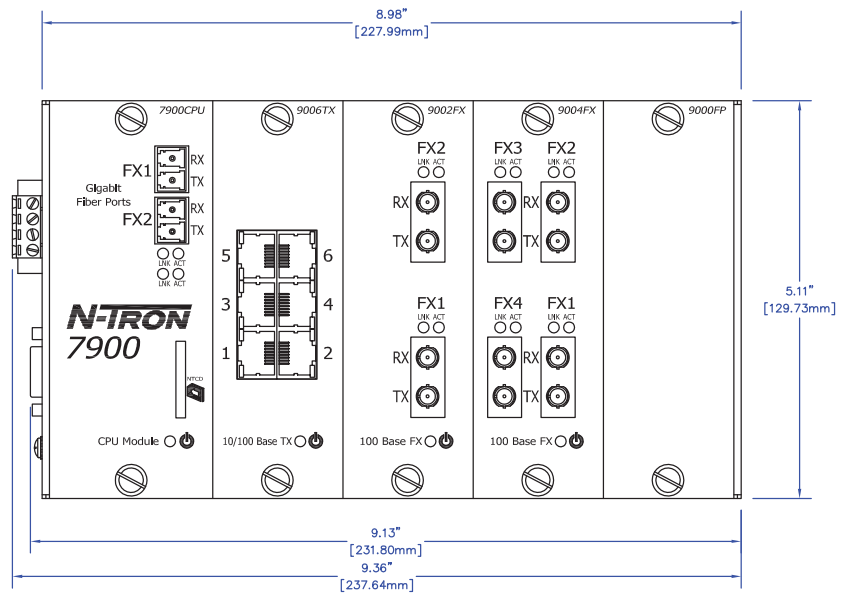 8.98"
[227.99mm]
7900CPU
9006TX
9002FX
9004FX
9000FP
FX1
RX
TX
Gigabit
Fiber Ports
FX2
RX
TX
LNK ACT
LNK ACT
N-TRON
7900
NTCD
CPU Module
5
6
3
4
1
2
10/100 Base TX
FX2
LNK ACT
RX
TX
FX1
LNK ACT
RX
TX
100 Base FX
FX3
FX2
LNK ACT
LNK ACT
RX
TX
FX4
FX1
LNK ACT
LNK ACT
RX
TX
100 Base FX
5.11"
[129.73mm]
9.13"
[231.80mm]
9.36"
[237.64mm]